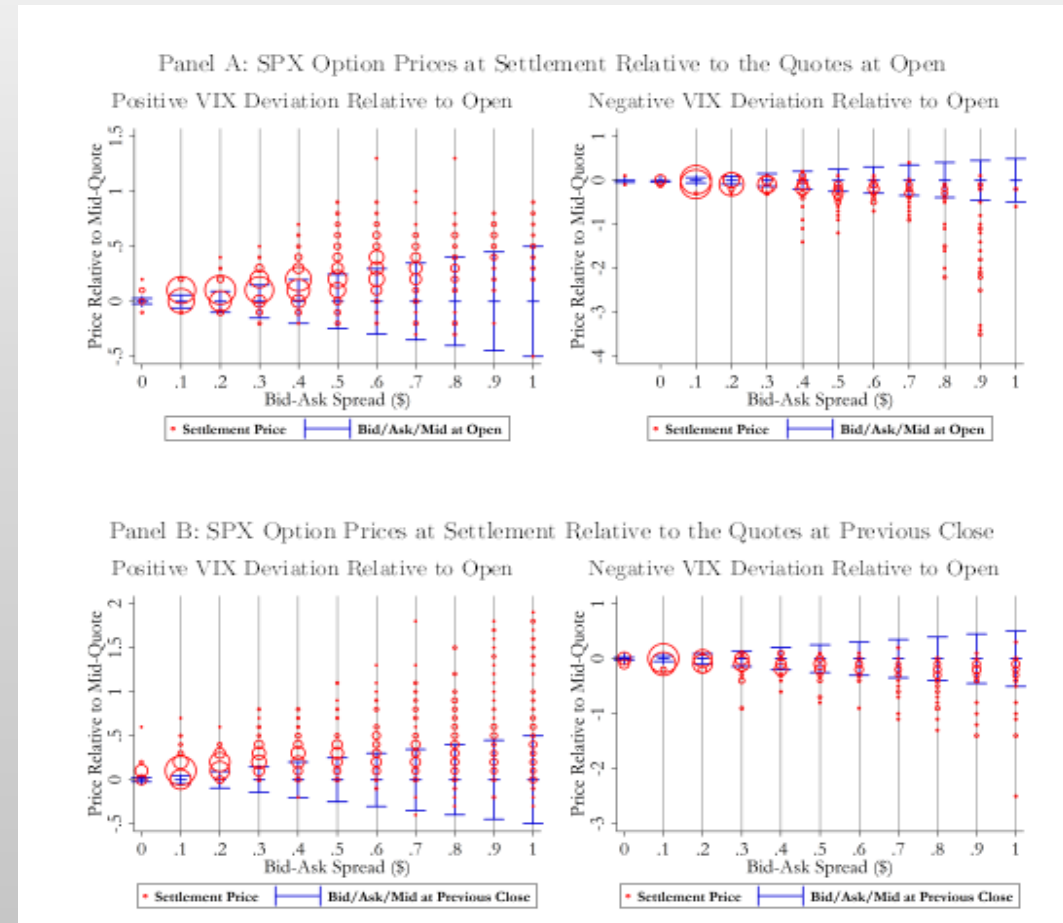 Panel A: SPX Option Prices at Settlement Relative to the Quotes at Open
Positive VIX Deviation Relative to Open
Price Relative to Mid-Quote
1.5
1
.5
0
-.5
0 .1 .2 .3 .4 .5 .6 .7 .8 .9 1
Bid-Ask Spread ($)
Settlement Price Bid/Ask/Mid at Open
Negative VIX Deviation Relative to Open
Price Relative to Mid-Quote
1
0
-1
-2
-3
-4
0 .1 .2 .3 .4 .5 .6 .7 .8 .9 1
Bid-Ask Spread ($)
Settlement Price Bid/Ask/Mid at Open
Panel B: SPX Option Prices at Settlement Relative to the Quotes at Previous Close
Positive VIX Deviation Relative to Open
Price Relative to Mid-Quote
2
1.5
1
.5
0
-.5
0 .1 .2 .3 .4 .5 .6 .7 .8 .9 1
Bid-Ask Spread ($)
Settlement Price Bid/Ask/Mid at Previous Close
Negative VIX Deviation Relative to Open
Price Relative to Mid-Quote
1
0
-1
-2
-3
0 .1 .2 .3 .4 .5 .6 .7 .8 .9 1
Bid-Ask Spread ($)
Settlement Price Bid/Ask/Mid at Previous Close